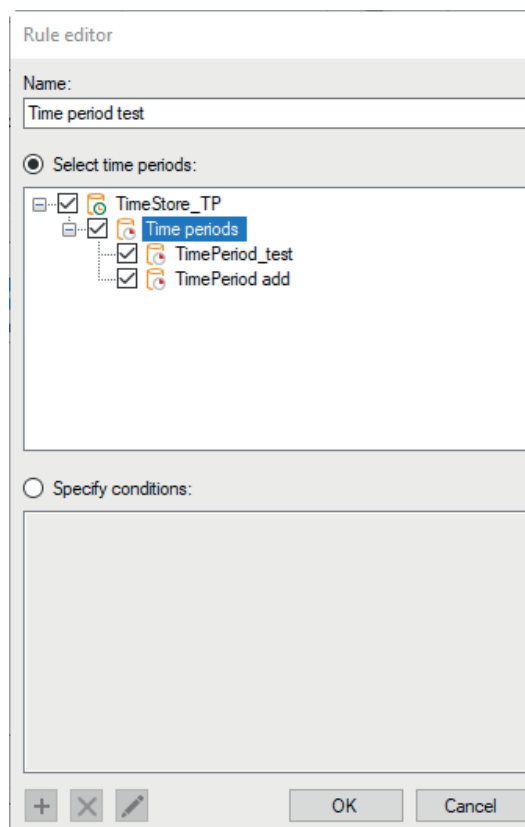 Rule editor
Name:
Time period test
Select time periods:
TimeStore_TP
Time periods
TimePeriod_test
TimePeriod add
Specify conditions:
OK Cancel